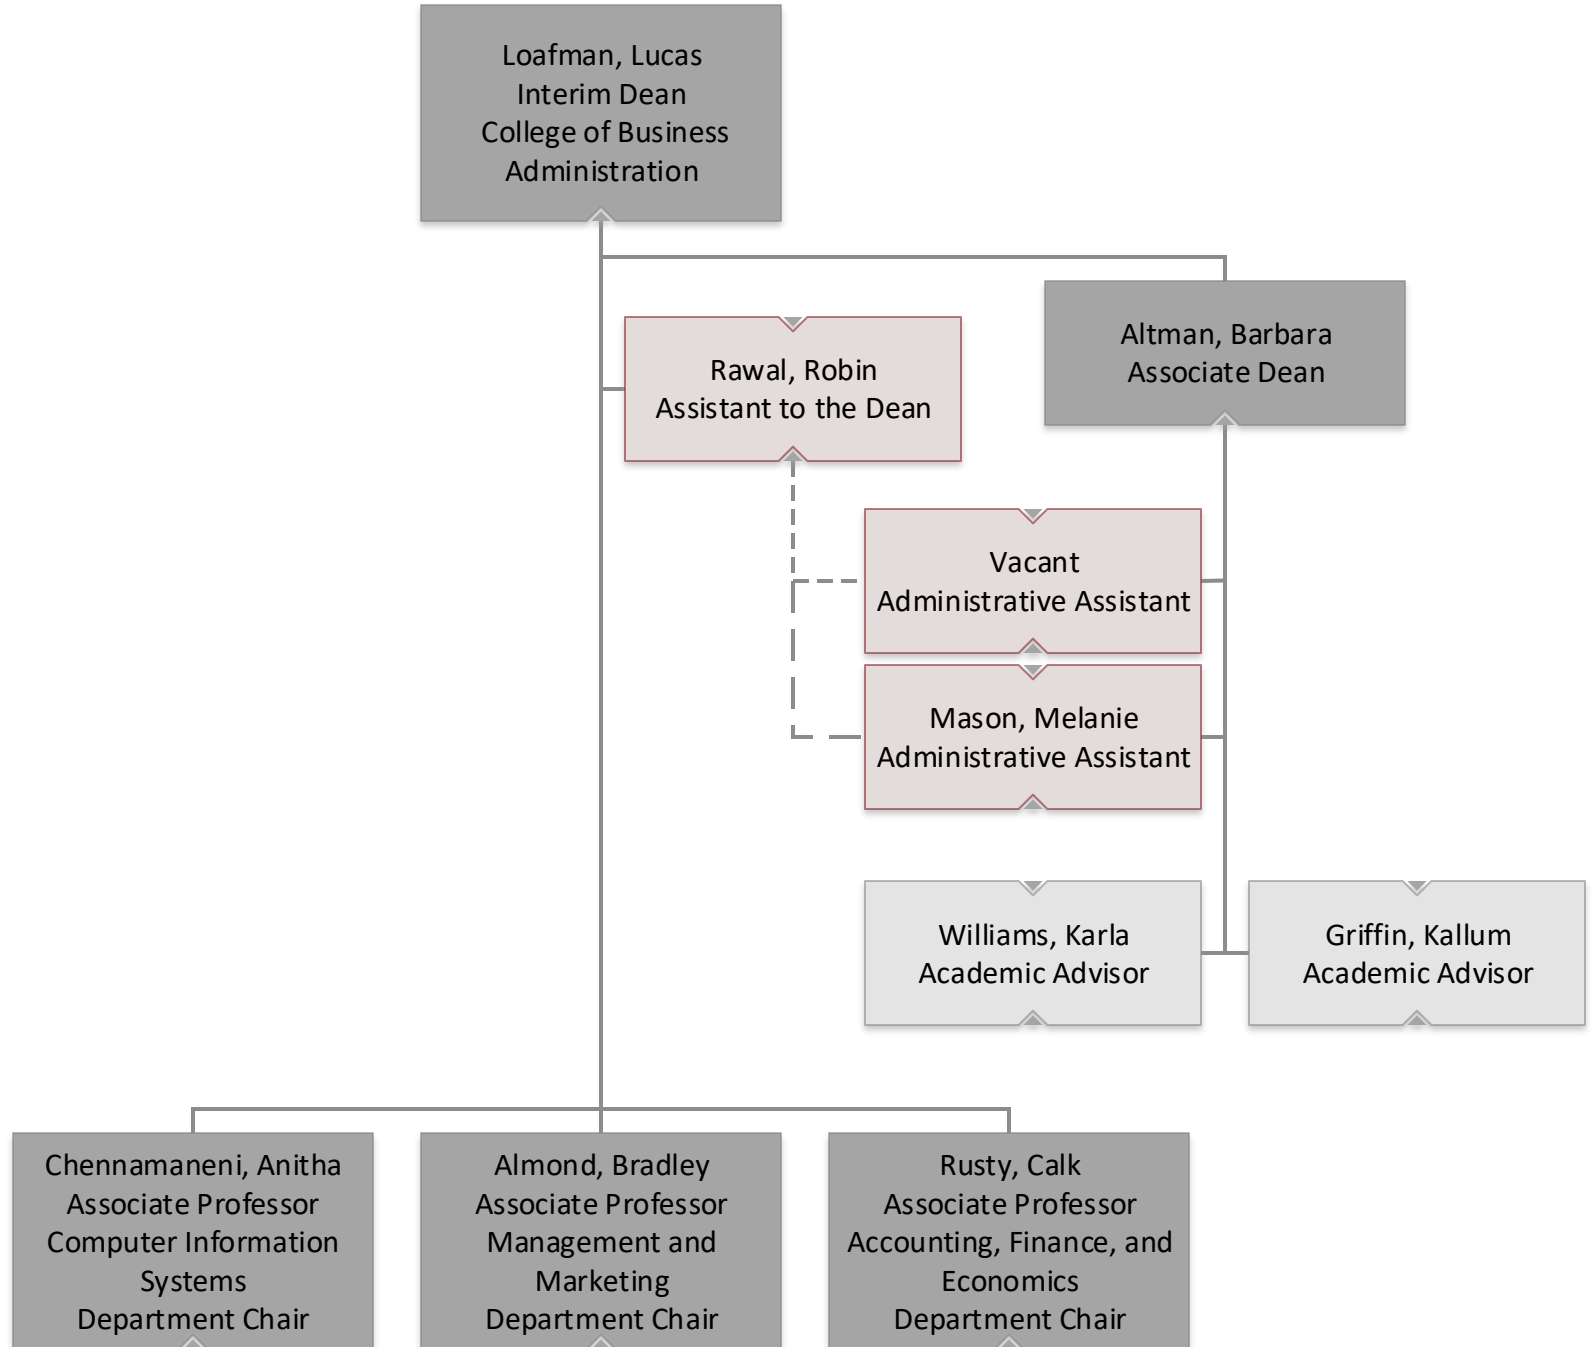 Loafman, Lucas
Interim Dean
College of Business
Administration
Altman, Barbara
Associate Dean
Rawal, Robin
Assistant to the Dean
Vacant
Administrative Assistant
Mason, Melanie
Administrative Assistant
Williams, Karla
Academic Advisor
Griffin, Kallum
Academic Advisor
Chennamaneni, Anitha
Associate Professor
Computer Information
Systems
Department Chair
Almond, Bradley
Associate Professor
Management and
Marketing
Department Chair
Rusty, Calk
Associate Professor
Accounting, Finance, and
Economics
Department Chair